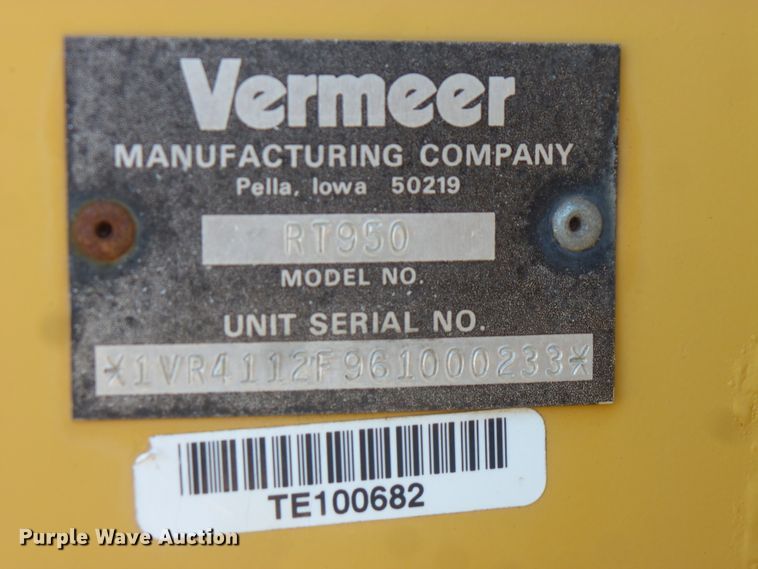 Vermeer
MANUFACTURING COMPANY
Pella, Iowa 50219
RT950
MODEL NO.
UNIT SERIAL NO.
*1VR4112F961000233*
TE100682
Purple Wave Auction